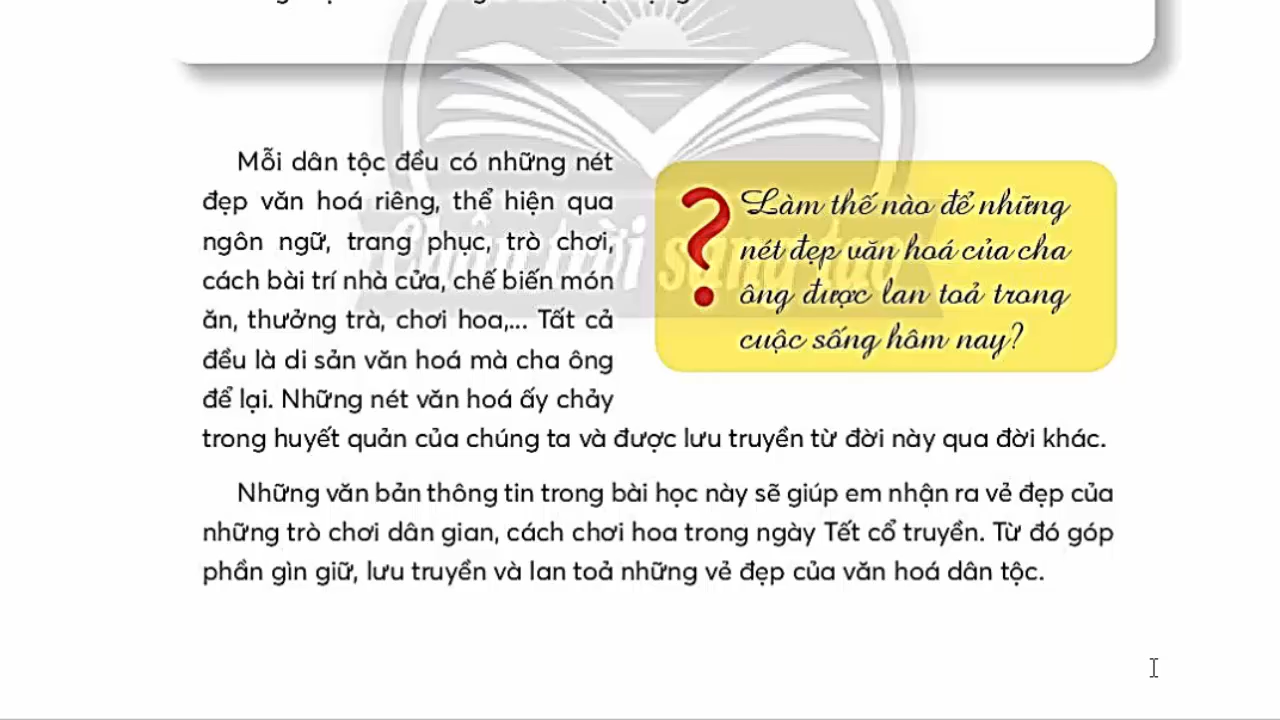 Mỗi dân tộc đều có những nét
đẹp văn hoá riêng, thể hiện qua
ngôn ngữ, trang phục, trò chơi,
cách bài trí nhà cửa, chế biến món
ăn, thưởng trà, chơi hoa,... Tất cả
đều là di sản văn hoá mà cha ông
để lại. Những nét văn hoá ấy chảy
trong huyết quản của chúng ta và được lưu truyền từ đời này qua đời khác.
? Làm thế nào để những
nét đẹp văn hoá của cha
ông được lan toả trong
cuộc sống hôm nay?
Chân trời sáng tạo
Những văn bản thông tin trong bài học này sẽ giúp em nhận ra vẻ đẹp của
những trò chơi dân gian, cách chơi hoa trong ngày Tết cổ truyền. Từ đó góp
phần gìn giữ, lưu truyền và lan toả những vẻ đẹp của văn hoá dân tộc.